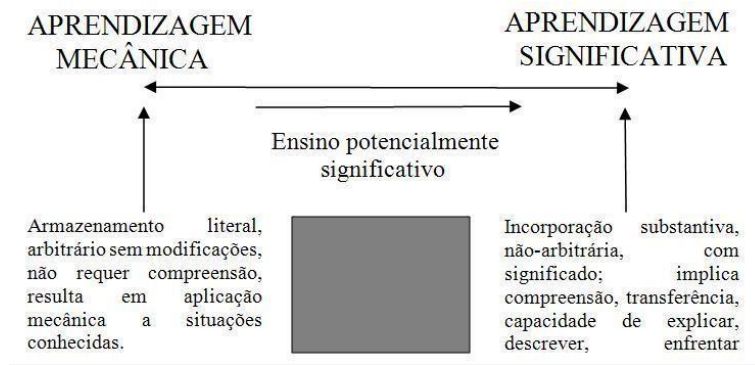 APRENDIZAGEM
MECÂNICA
APRENDIZAGEM
SIGNIFICATIVA
Ensino potencialmente
significativo
Armazenamento literal,
arbitrário sem modificações,
não requer compreensão,
resulta em aplicação
mecânica a situações
conhecidas.
Incorporação substantiva,
não-arbitrária, com
significado; implica
compreensão, transferência,
capacidade de explicar,
descrever, enfrentar